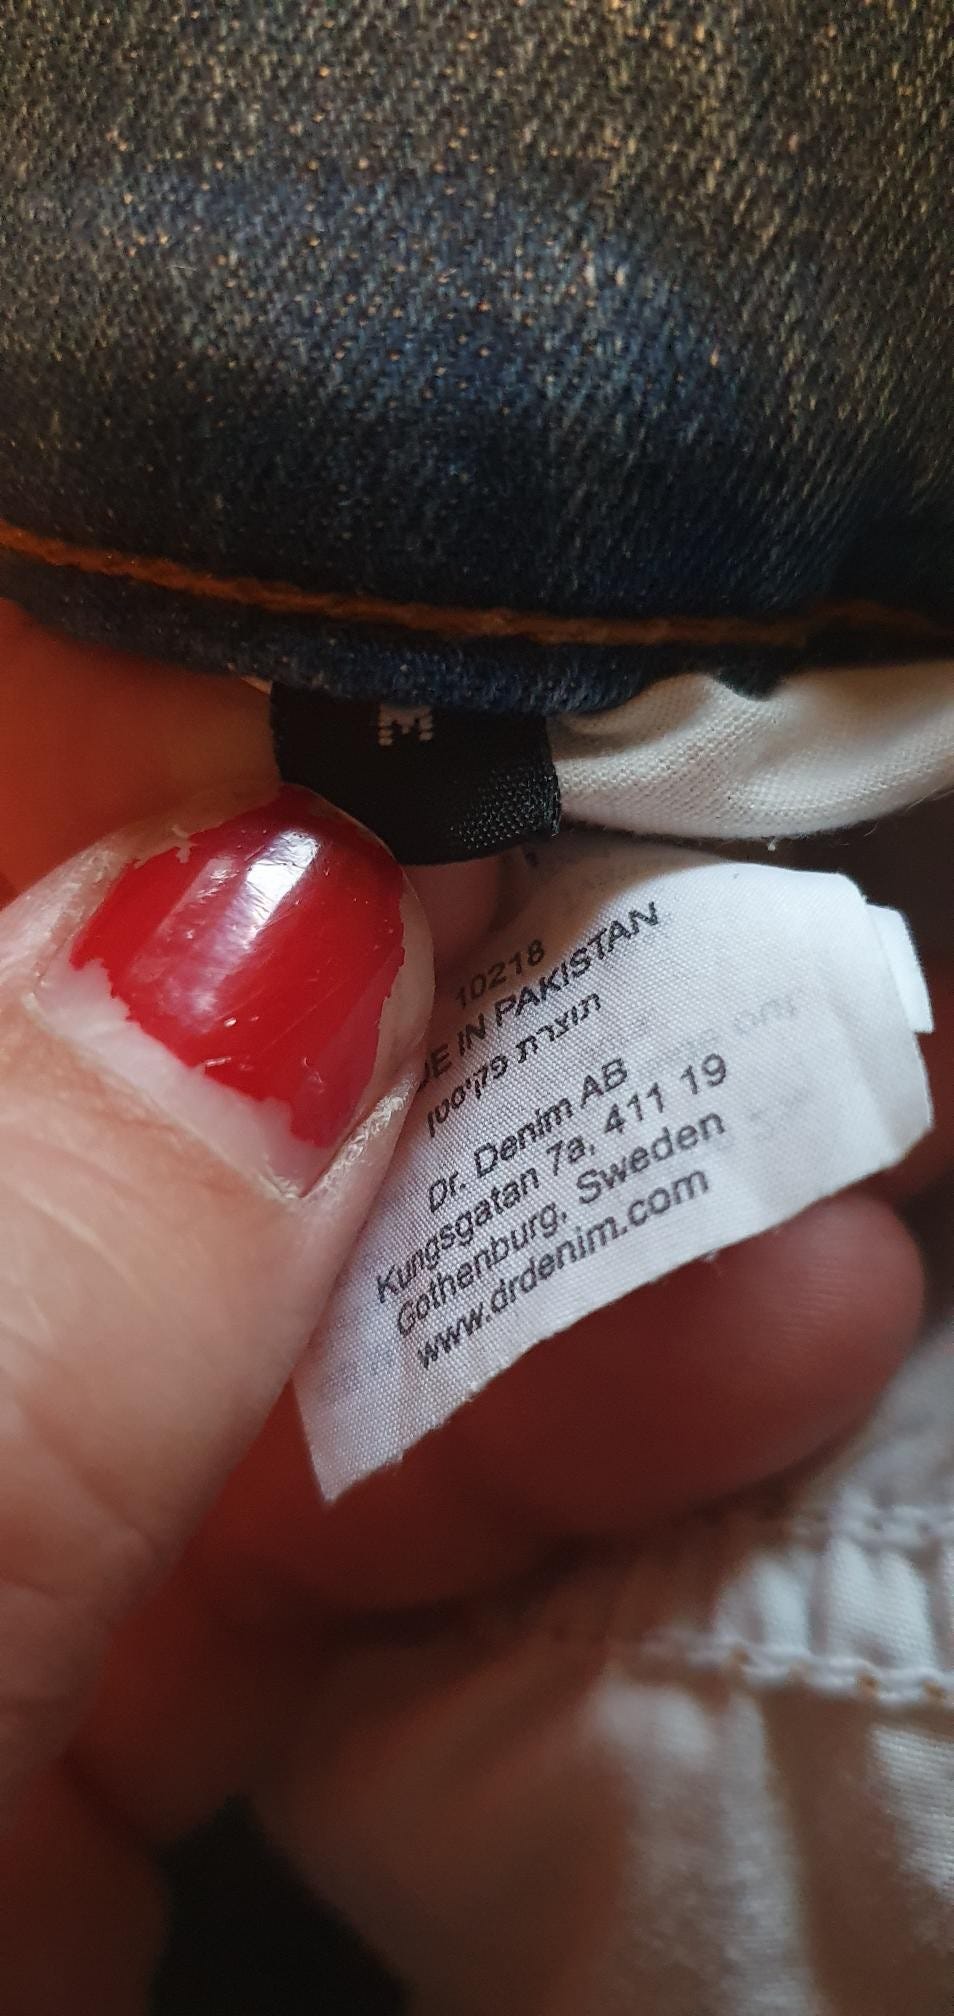 M
10218
DE IN PAKISTAN
תוצרת פקיסטן
Dr. Denim AB
Kungsgatan 7a, 411 19
Gothenburg, Sweden
www.drdenim.com